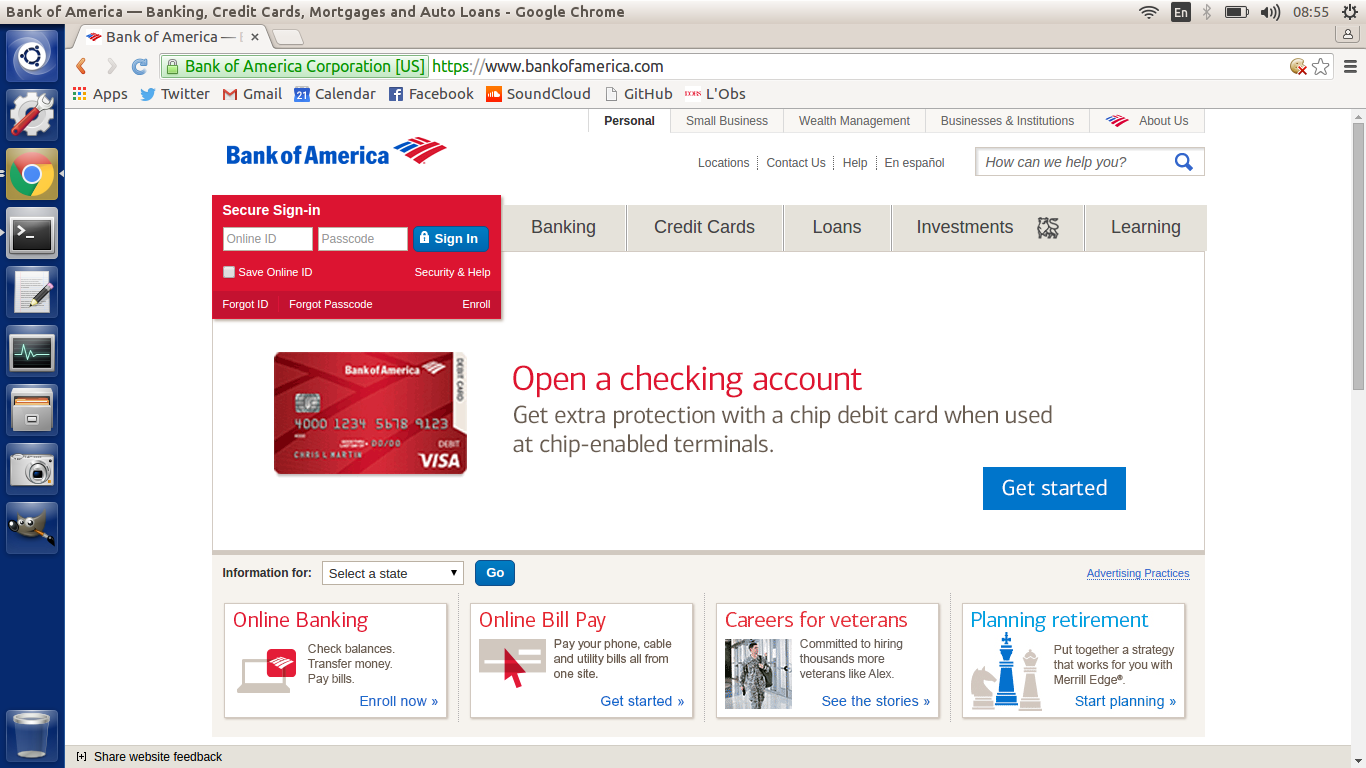 Bank of America — Banking, Credit Cards, Mortgages and Auto Loans - Google Chrome
En
08:55
Bank of America —
Bank of America Corporation [US]
https://www.bankofamerica.com
Apps
Twitter
Gmail
21
Calendar
Facebook
SoundCloud
GitHub
L'Obs
Personal
Small Business
Wealth Management
Businesses & Institutions
About Us
Bank of America
Locations
Contact Us
Help
En español
How can we help you?
Secure Sign-in
Online ID
Passcode
Sign In
Save Online ID
Security & Help
Forgot ID
Forgot Passcode
Enroll
Banking
Credit Cards
Loans
Investments
Learning
Bank of America
DEBIT CARD
4000 1234 5678 9123
00/00
DEBIT
CHRIS L MARTIN
VISA
Open a checking account
Get extra protection with a chip debit card when used
at chip-enabled terminals.
Get started
Information for:
Select a state
Go
Advertising Practices
Online Banking
Check balances.
Transfer money.
Pay bills.
Enroll now »
Online Bill Pay
Pay your phone, cable
and utility bills all from
one site.
Get started »
Careers for veterans
Committed to hiring
thousands more
veterans like Alex.
See the stories »
Planning retirement
Put together a strategy
that works for you with
Merrill Edge®.
Start planning »
[+] Share website feedback